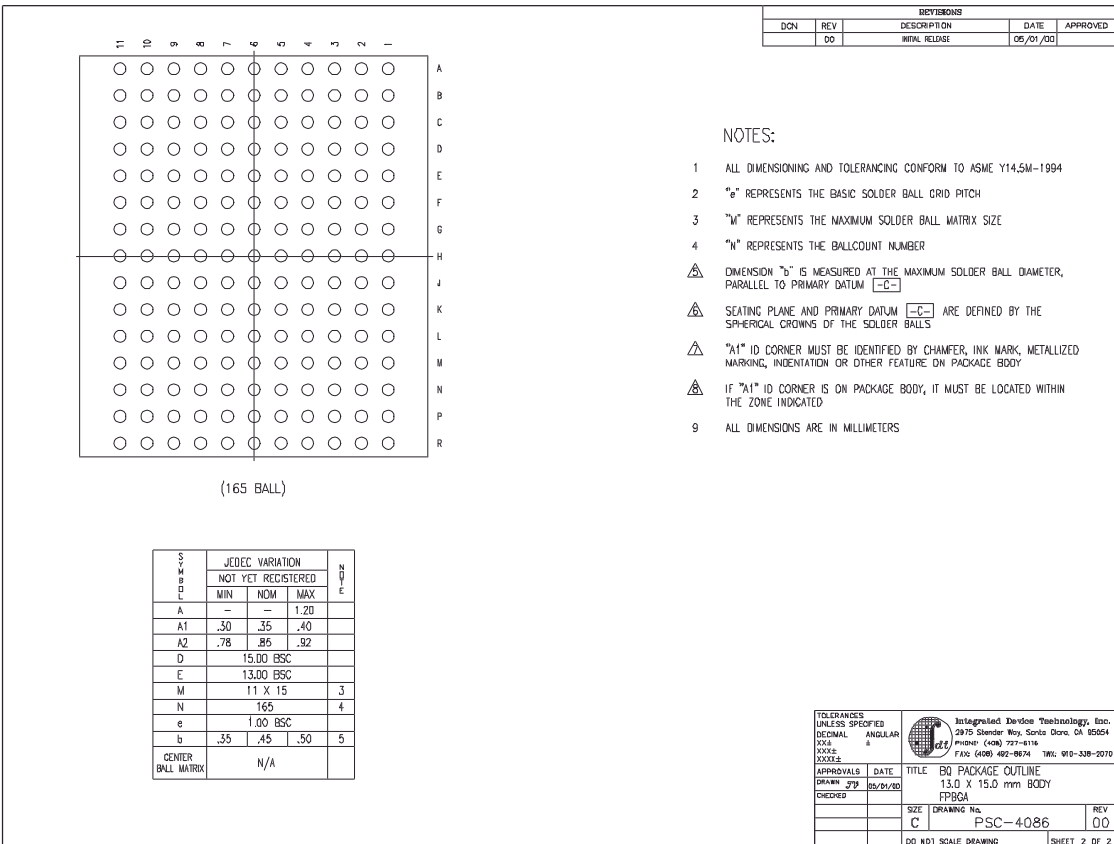 REVISIONS
DCN REV DESCRIPTION DATE APPROVED
00 INITIAL RELEASE 05/01/00
11 10 9 8 7 6 5 4 3 2 1
A
B
C
D
E
F
G
H
J
K
L
M
N
P
R
(165 BALL)
NOTES:
1 ALL DIMENSIONING AND TOLERANCING CONFORM TO ASME Y14.5M-1994
2 "e" REPRESENTS THE BASIC SOLDER BALL GRID PITCH
3 "M" REPRESENTS THE MAXIMUM SOLDER BALL MATRIX SIZE
4 "N" REPRESENTS THE BALLCOUNT NUMBER
5 DIMENSION "b" IS MEASURED AT THE MAXIMUM SOLDER BALL DIAMETER,
PARALLEL TO PRIMARY DATUM -C-
6 SEATING PLANE AND PRIMARY DATUM -C- ARE DEFINED BY THE
SPHERICAL CROWNS OF THE SOLDER BALLS
7 "A1" ID CORNER MUST BE IDENTIFIED BY CHAMFER, INK MARK, METALLIZED
MARKING, INDENTATION OR OTHER FEATURE ON PACKAGE BODY
8 IF "A1" ID CORNER IS ON PACKAGE BODY, IT MUST BE LOCATED WITHIN
THE ZONE INDICATED
9 ALL DIMENSIONS ARE IN MILLIMETERS
SYMBOL JEDEC VARIATION NOTE
NOT YET REGISTERED
MIN NOM MAX
A - - 1.20
A1 .30 .35 .40
A2 .78 .85 .92
D 15.00 BSC
E 13.00 BSC
M 11 X 15 3
N 165 4
e 1.00 BSC
b .35 .45 .50 5
CENTER
BALL MATRIX N/A
TOLERANCES
UNLESS SPECIFIED
DECIMAL ANGULAR
XX± ±
XXX±
XXXX±
idt
Integrated Device Technology, Inc.
2975 Stender Way, Santa Clara, CA 95054
PHONE: (408) 727-6116
FAX: (408) 492-8674 TWX: 910-338-2070
APPROVALS DATE
DRAWN 05/01/00
CHECKED
TITLE BQ PACKAGE OUTLINE
13.0 X 15.0 mm BODY
FPBGA
SIZE DRAWING No. REV
C PSC-4086 00
DO NOT SCALE DRAWING SHEET 2 OF 2